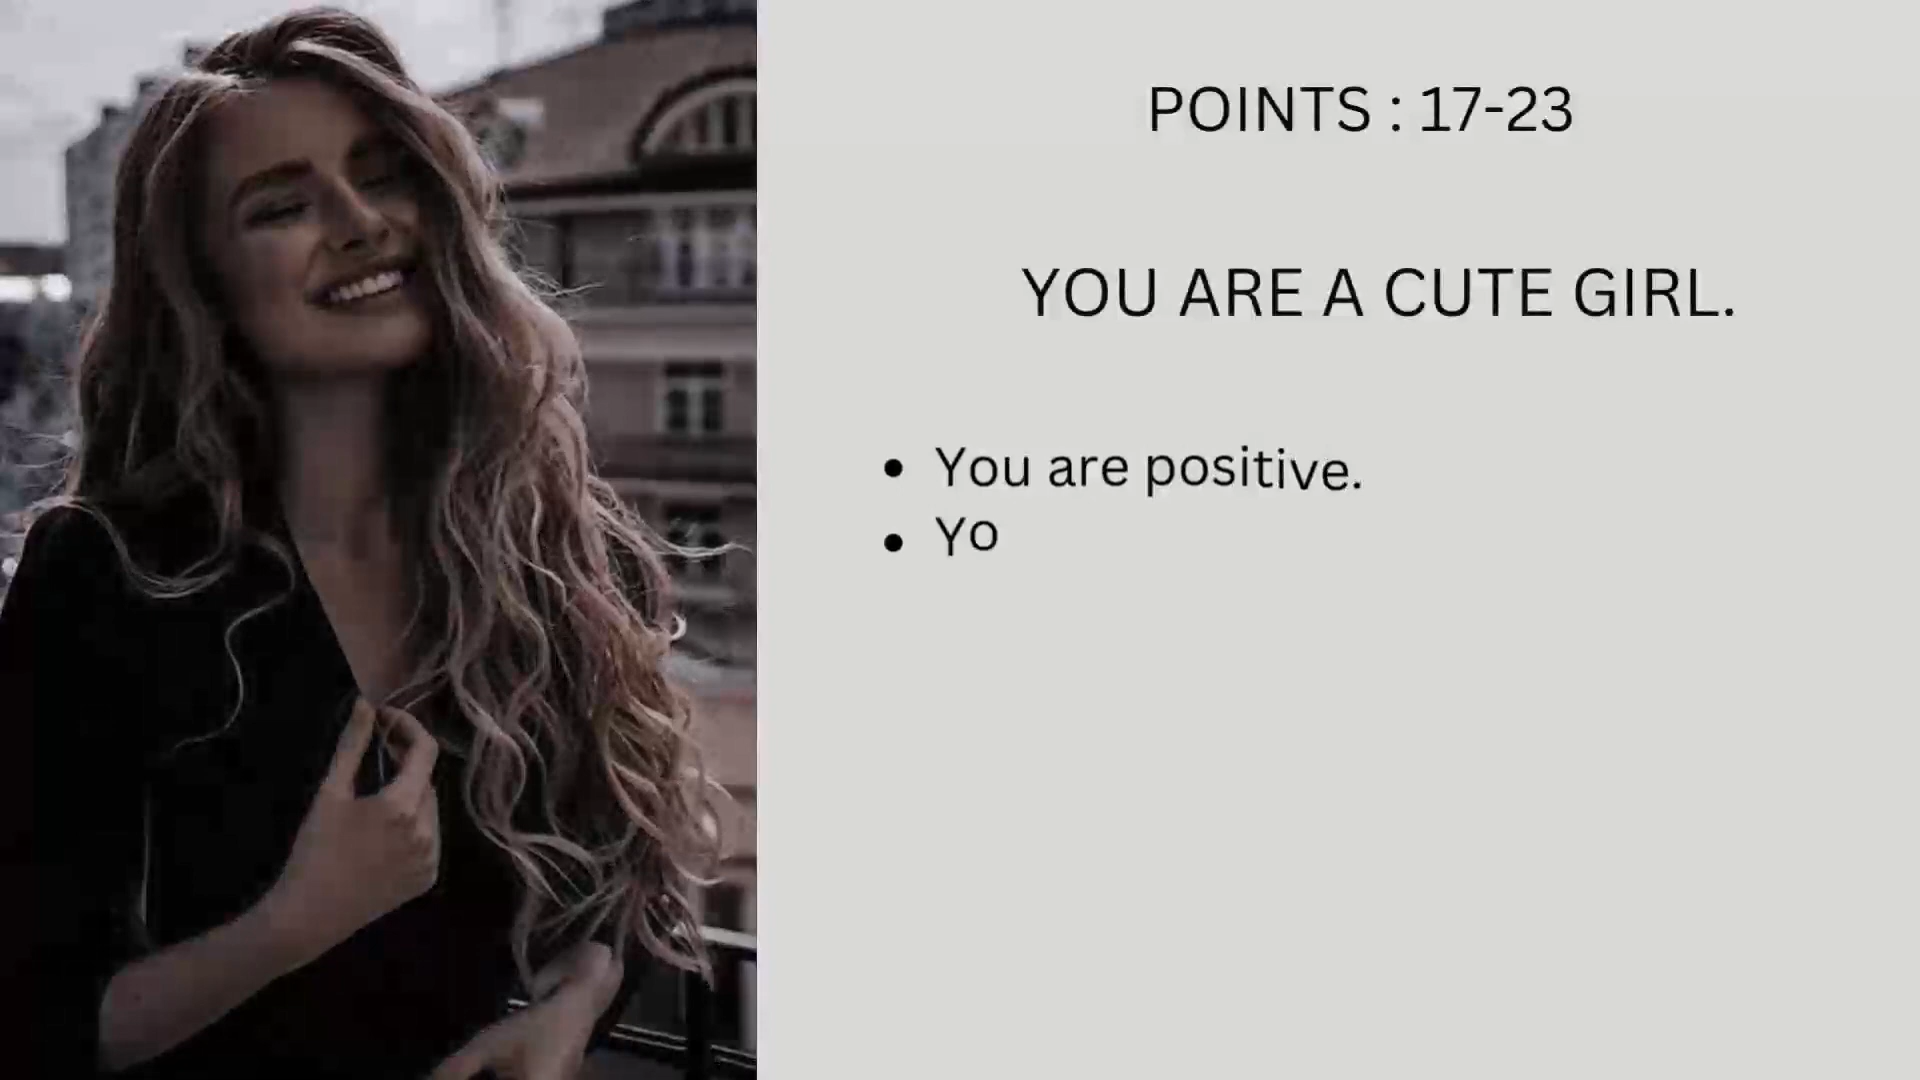 POINTS : 17-23
YOU ARE A CUTE GIRL.
• You are positive.
• Yo